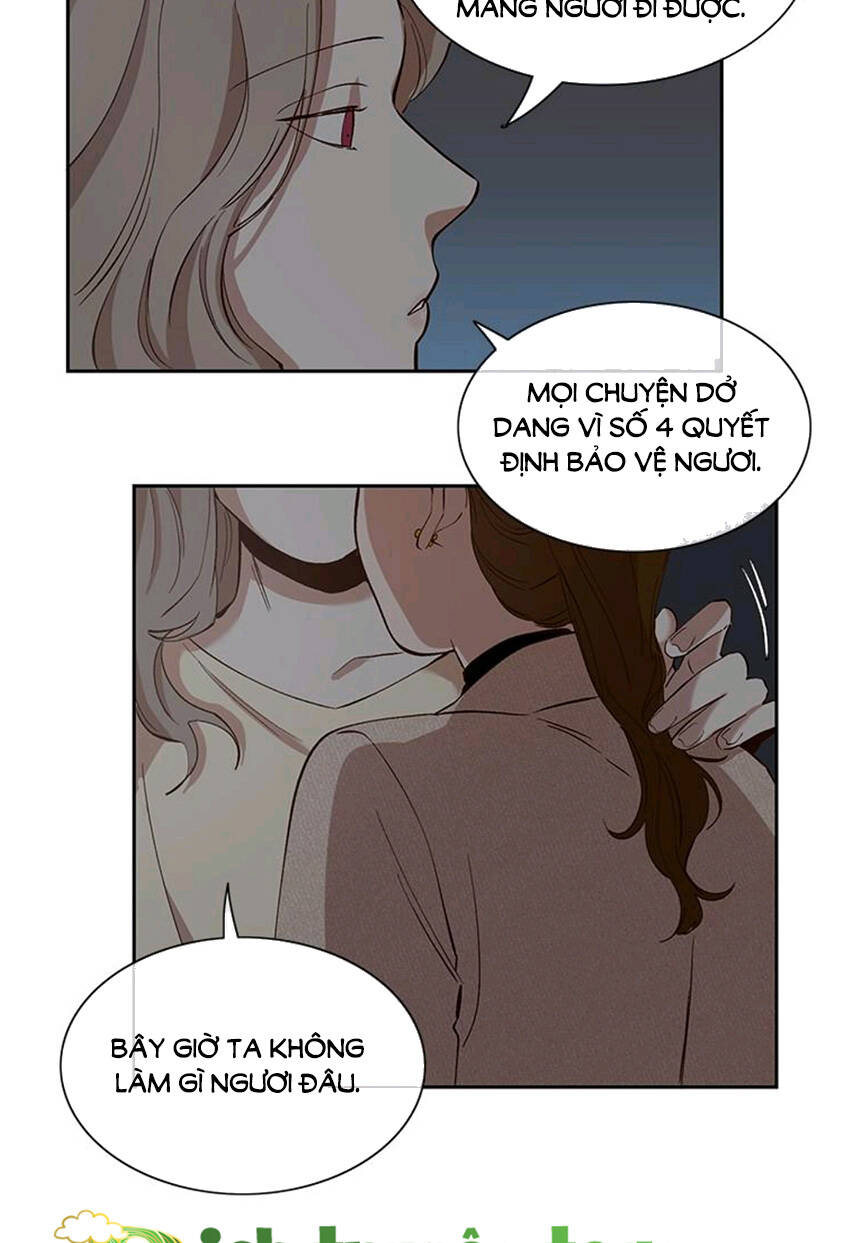 MANG NGƯƠI ĐI ĐƯỢC.
MỌI CHUYỆN DỞ
DANG VÌ SỐ 4 QUYẾT
ĐỊNH BẢO VỆ NGƯƠI.
BÂY GIỜ TA KHÔNG
LÀM GÌ NGƯƠI ĐÂU.